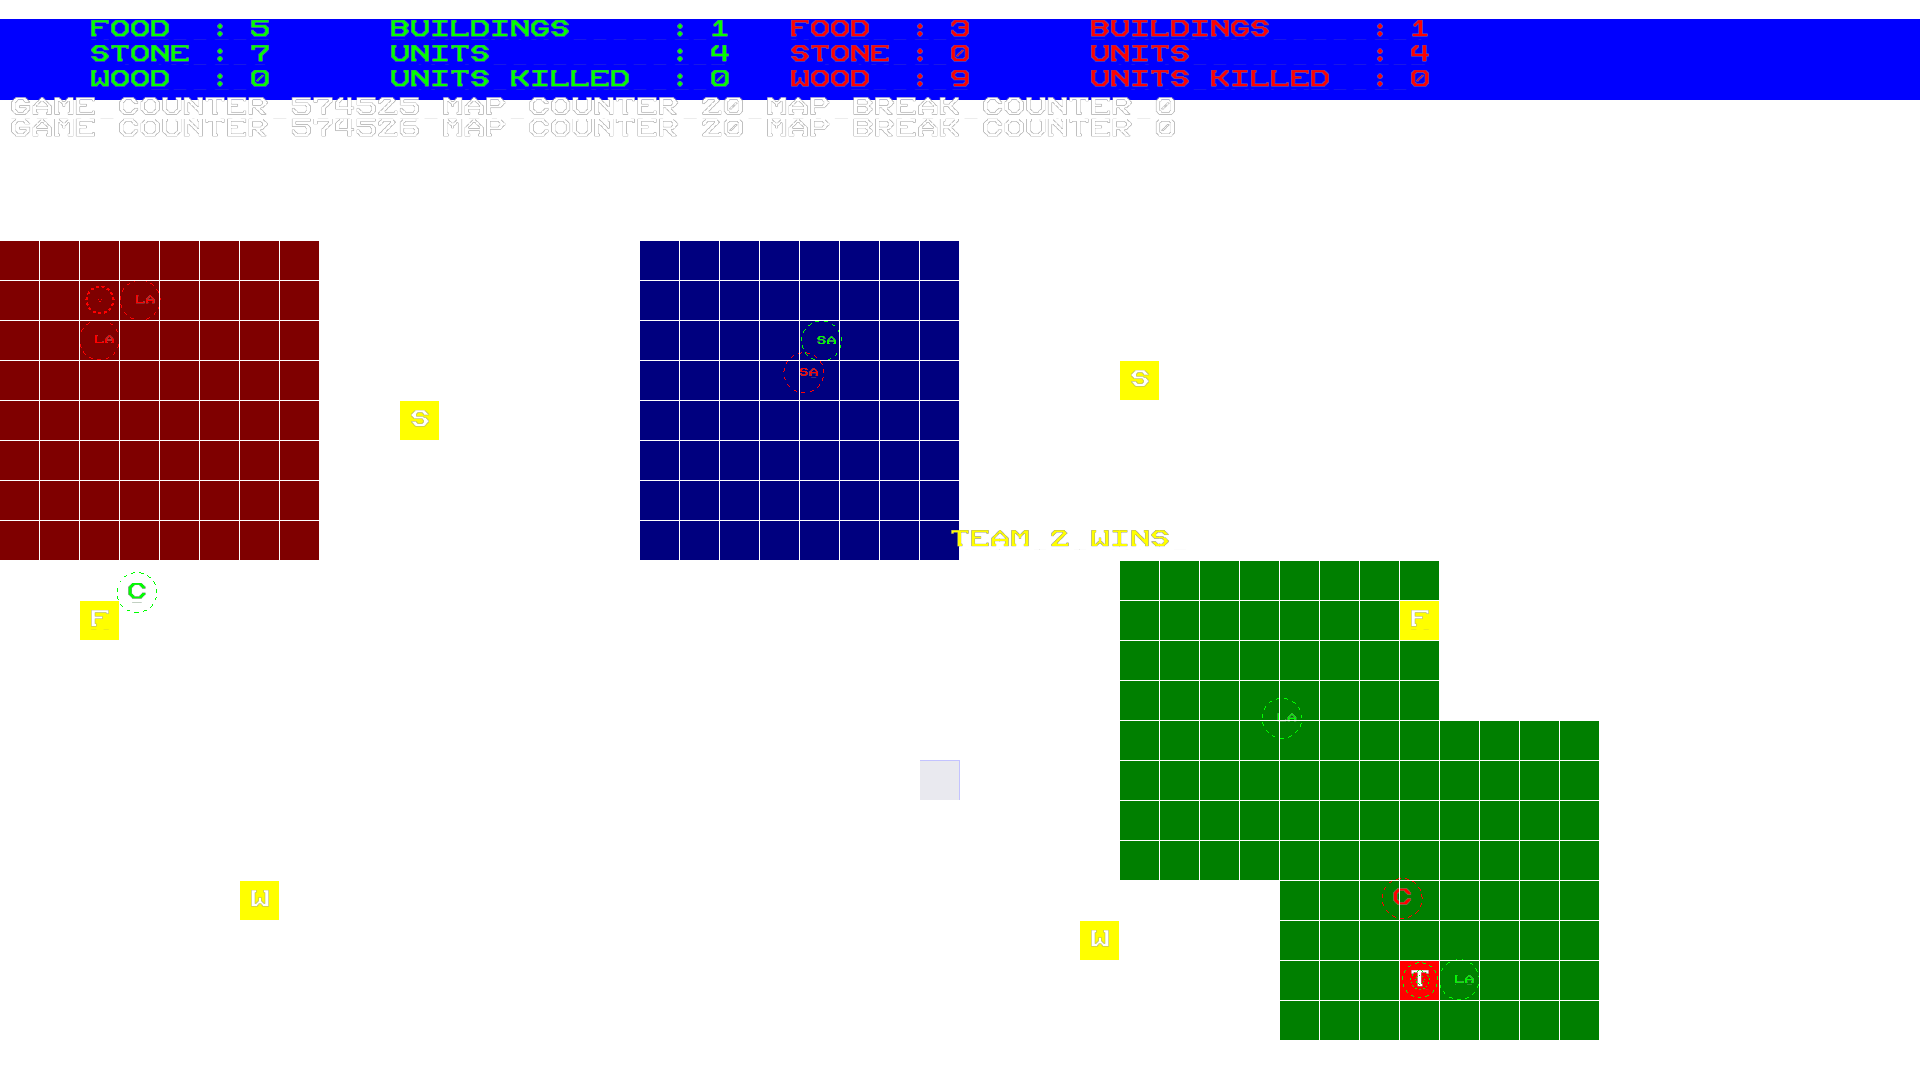 FOOD : 5 BUILDINGS : 1 FOOD : 3 BUILDINGS : 1
STONE : 7 UNITS : 4 STONE : 0 UNITS : 4
WOOD : 0 UNITS KILLED : 0 WOOD : 9 UNITS KILLED : 0
GAME COUNTER 574525 MAP COUNTER 20 MAP BREAK COUNTER 0
GAME COUNTER 574526 MAP COUNTER 20 MAP BREAK COUNTER 0
LA
LA
SA
SA
S
S
TEAM 2 WINS
C
F
F
LA
W
C
W
T
LA